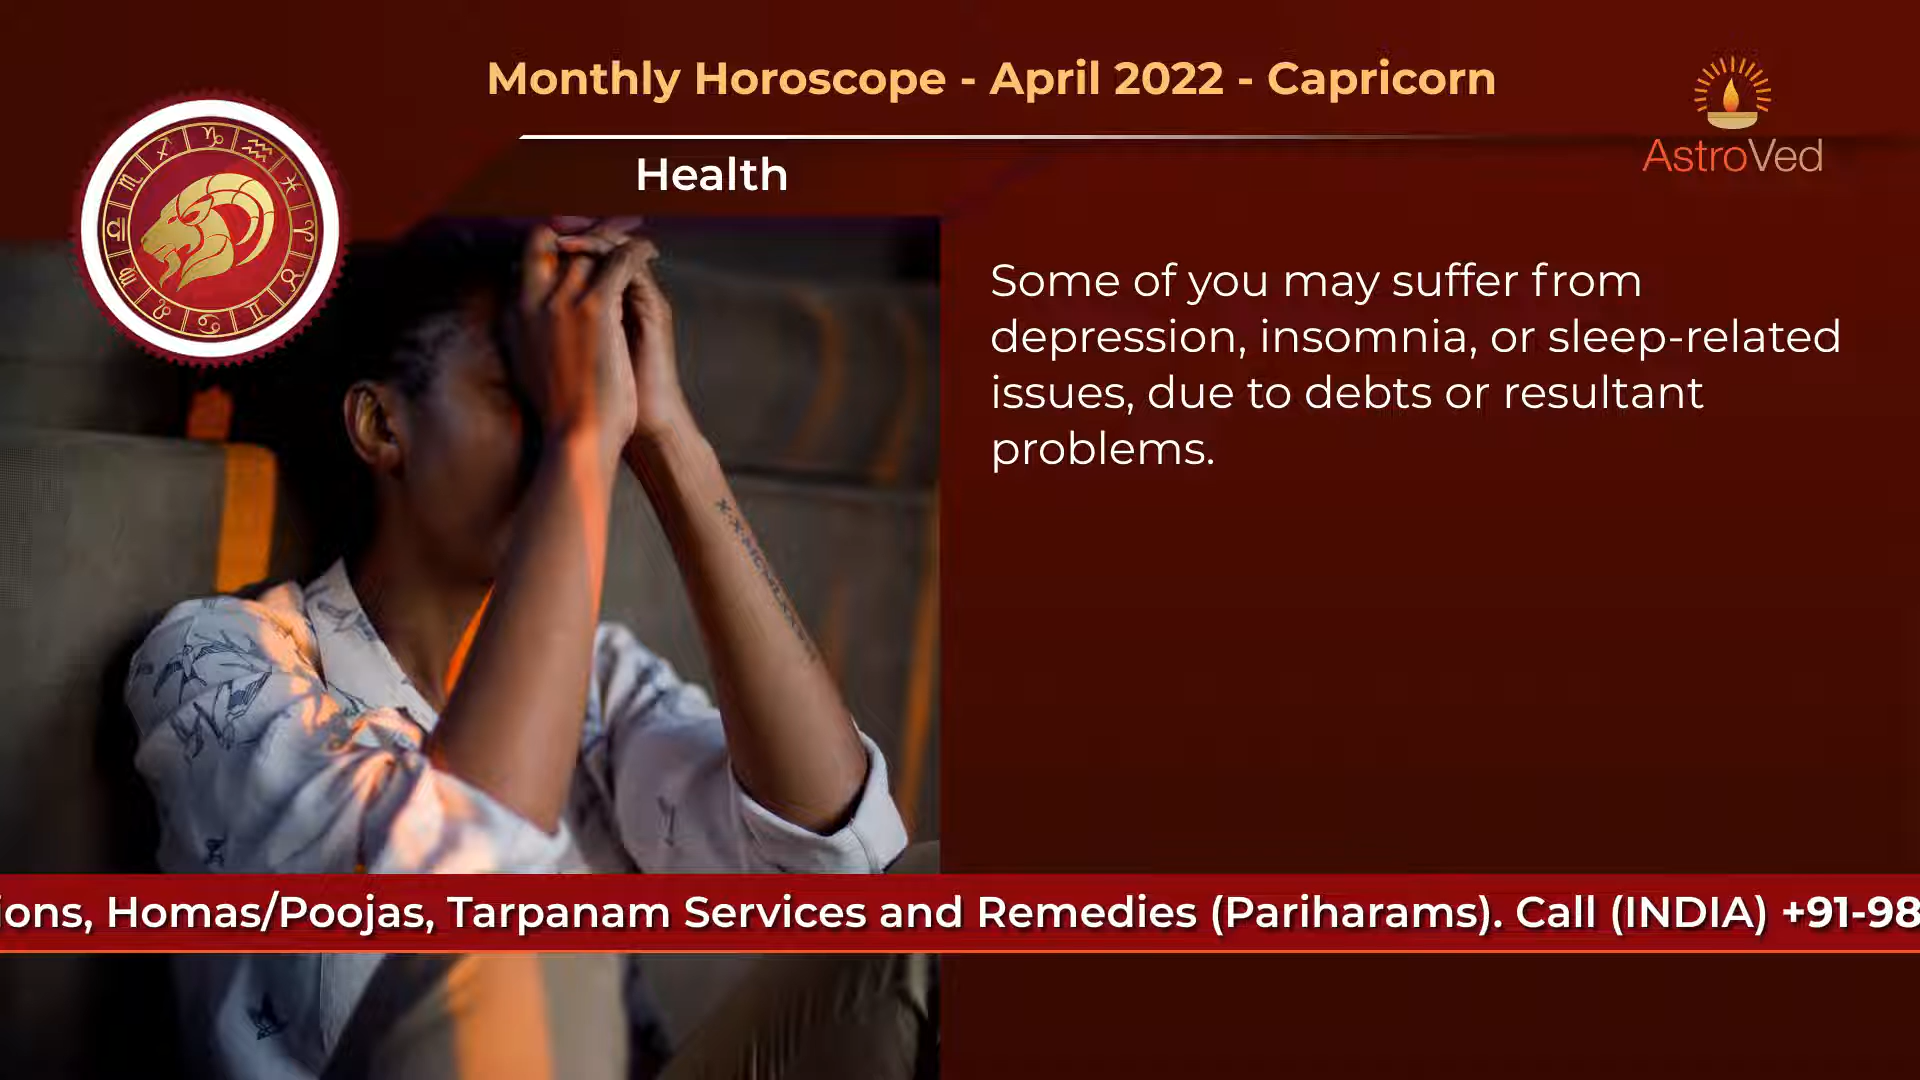 Monthly Horoscope - April 2022 - Capricorn
AstroVed
Health
Some of you may suffer from
depression, insomnia, or sleep-related
issues, due to debts or resultant
problems.
ions, Homas/Poojas, Tarpanam Services and Remedies (Pariharams). Call (INDIA) +91-98